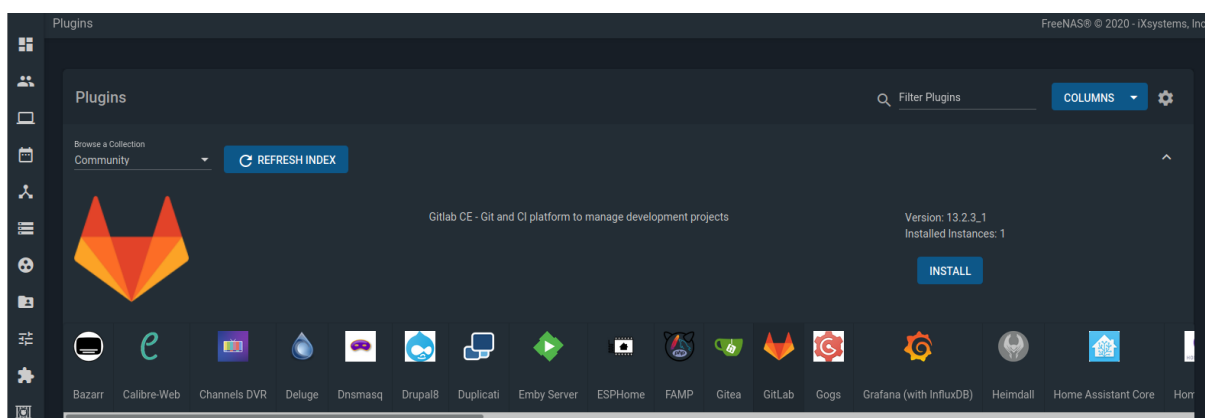 Plugins
FreeNAS® © 2020 - iXsystems, Inc
Plugins
Filter Plugins
COLUMNS
Browse a Collection
Community
REFRESH INDEX
Gitlab CE - Git and CI platform to manage development projects
Version: 13.2.3_1
Installed Instances: 1
INSTALL
Bazarr Calibre-Web Channels DVR Deluge Dnsmasq Drupal8 Duplicati Emby Server ESPHome FAMP Gitea GitLab Gogs Grafana (with InfluxDB) Heimdall Home Assistant Core Hom